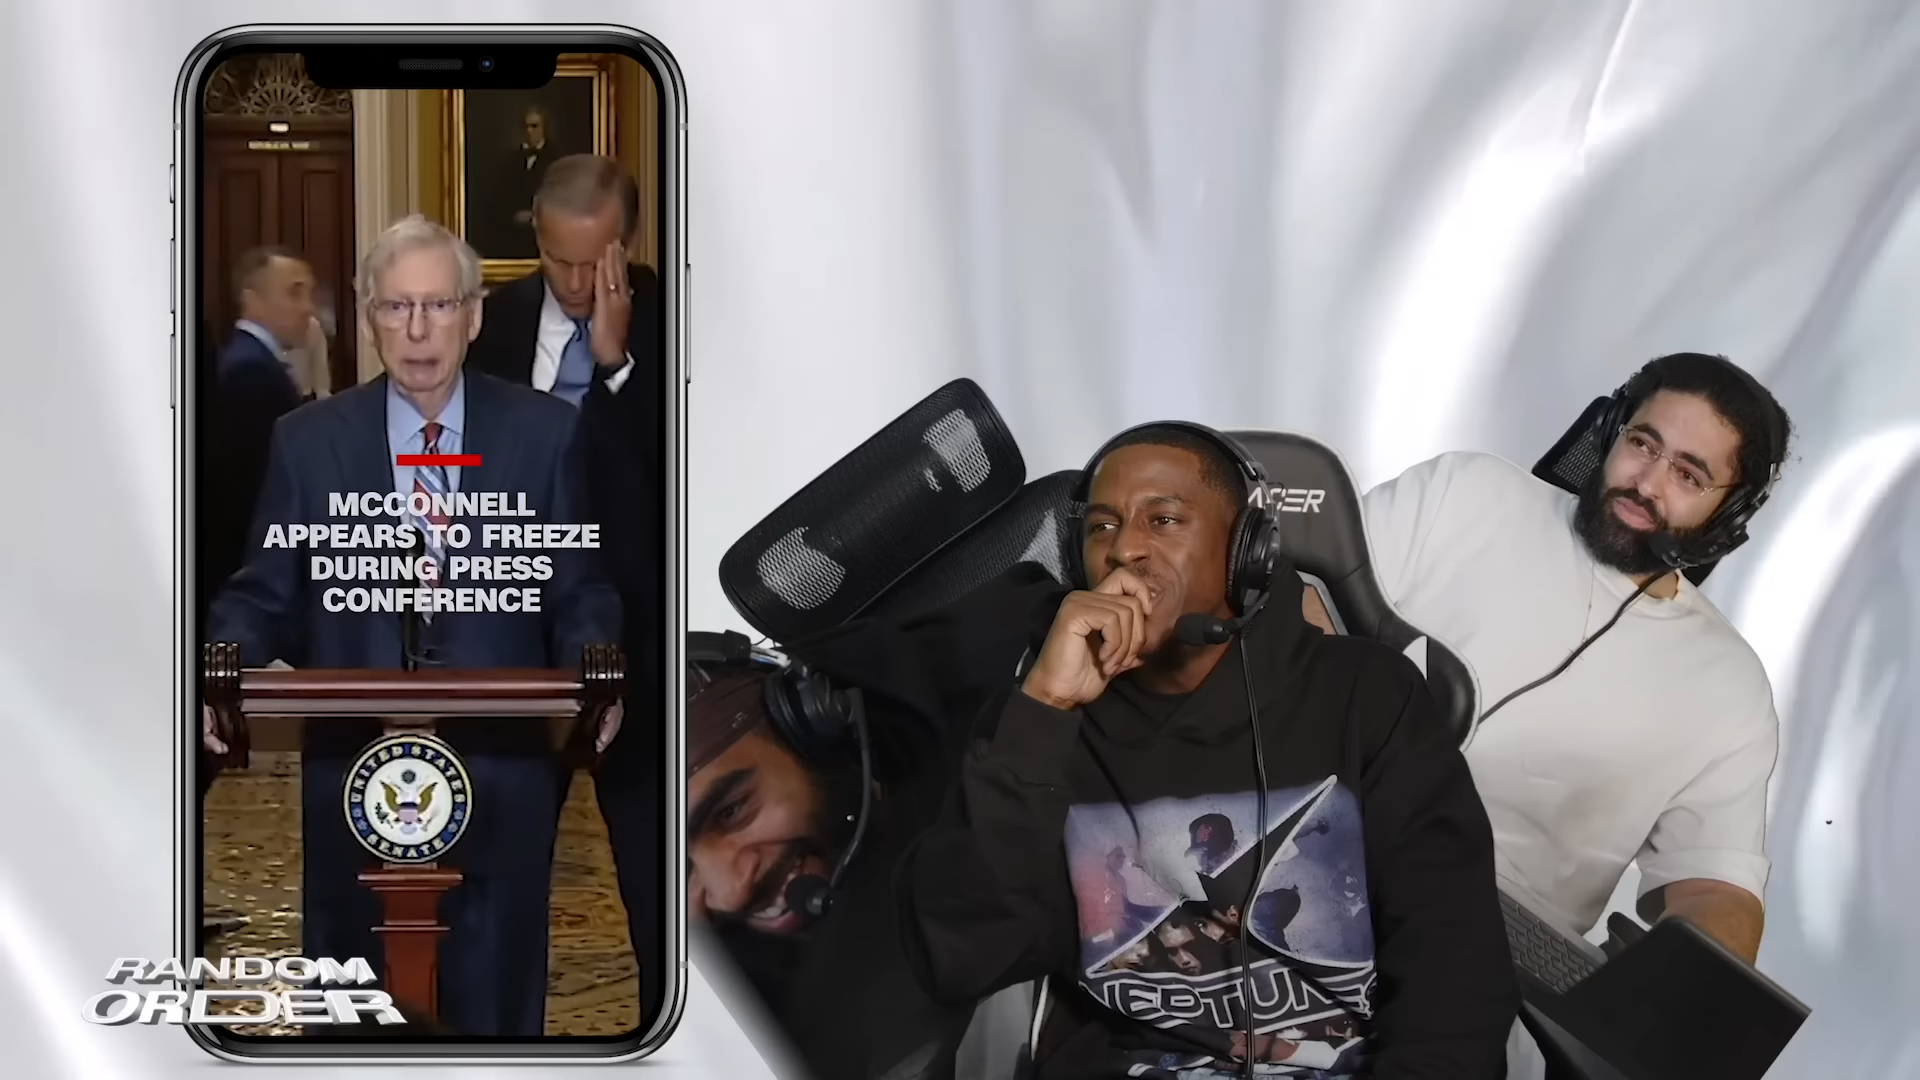 MCCONNELL
APPEARS TO FREEZE
DURING PRESS
CONFERENCE
UNITED STATES
SENATE
RANDOM
ORDER
NEPTUNES